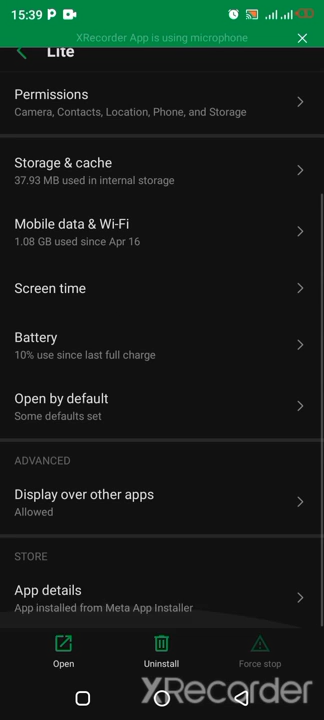 15:39
XRecorder App is using microphone
Lite
Permissions
Camera, Contacts, Location, Phone, and Storage
Storage & cache
37.93 MB used in internal storage
Mobile data & Wi-Fi
1.08 GB used since Apr 16
Screen time
Battery
10% use since last full charge
Open by default
Some defaults set
ADVANCED
Display over other apps
Allowed
STORE
App details
App installed from Meta App Installer
Open
Uninstall
Force stop
XRecorder